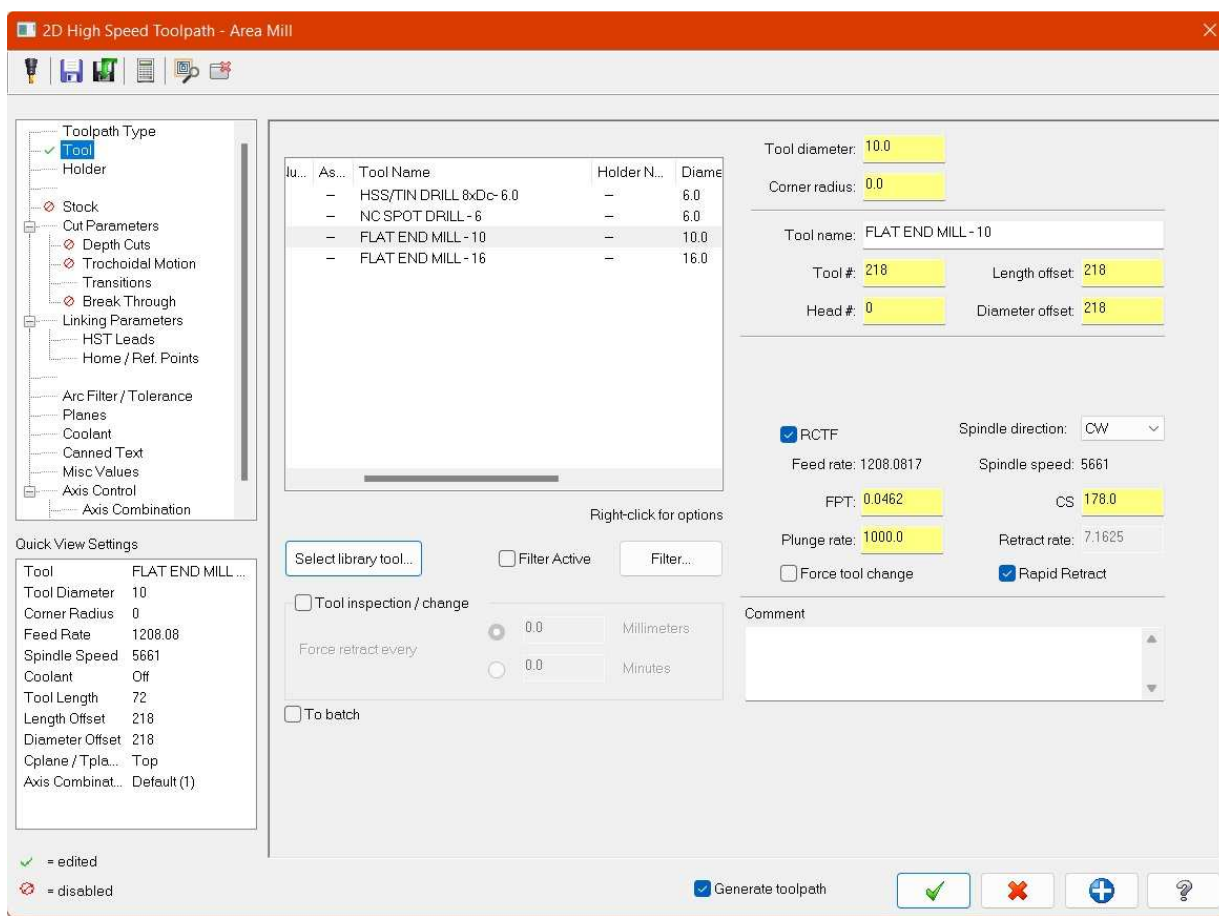 2D High Speed Toolpath - Area Mill
Toolpath Type
Tool
Holder
Stock
Cut Parameters
Depth Cuts
Trochoidal Motion
Transitions
Break Through
Linking Parameters
HST Leads
Home / Ref. Points
Arc Filter / Tolerance
Planes
Coolant
Canned Text
Misc Values
Axis Control
Axis Combination
Quick View Settings
Tool FLAT END MILL ...
Tool Diameter 10
Corner Radius 0
Feed Rate 1208.08
Spindle Speed 5661
Coolant Off
Tool Length 72
Length Offset 218
Diameter Offset 218
Cplane / Tpla... Top
Axis Combinat... Default (1)
= edited
= disabled
As... Tool Name Holder N... Diame
– HSS/TIN DRILL 8xDc- 6.0 – 6.0
– NC SPOT DRILL - 6 – 6.0
– FLAT END MILL - 10 – 10.0
– FLAT END MILL - 16 – 16.0
Right-click for options
Select library tool... Filter Active Filter...
Tool inspection / change
Force retract every
0.0 Millimeters
0.0 Minutes
To batch
Tool diameter: 10.0
Corner radius: 0.0
Tool name: FLAT END MILL - 10
Tool #: 218 Length offset: 218
Head #: 0 Diameter offset: 218
RCTF Spindle direction: CW
Feed rate: 1208.0817 Spindle speed: 5661
FPT: 0.0462 CS 178.0
Plunge rate: 1000.0 Retract rate: 7.1625
Force tool change Rapid Retract
Comment
Generate toolpath